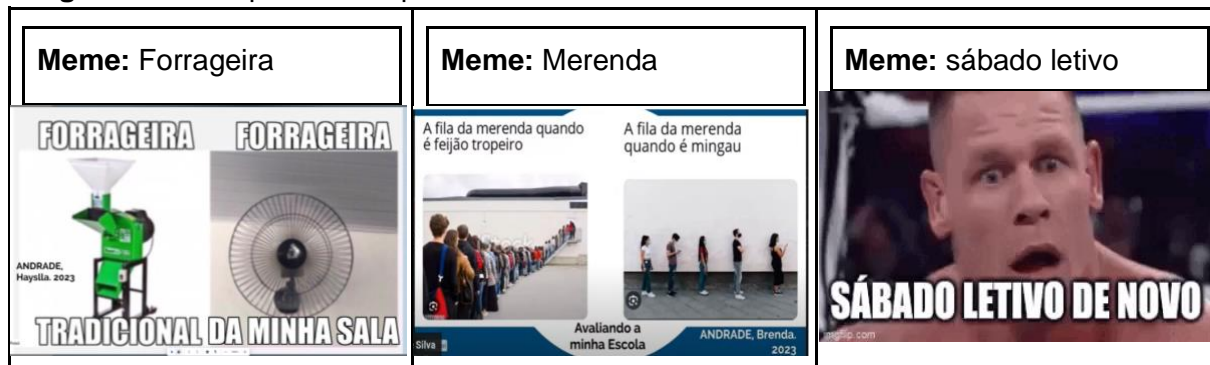 Meme: Forrageira
FORRAGEIRA FORRAGEIRA
ANDRADE,
Hayslla. 2023
TRADICIONAL DA MINHA SALA
Meme: Merenda
A fila da merenda quando
é feijão tropeiro
A fila da merenda
quando é mingau
Silva
Avaliando a
minha Escola
ANDRADE, Brenda.
2023
Meme: sábado letivo
SÁBADO LETIVO DE NOVO
imgflip.com